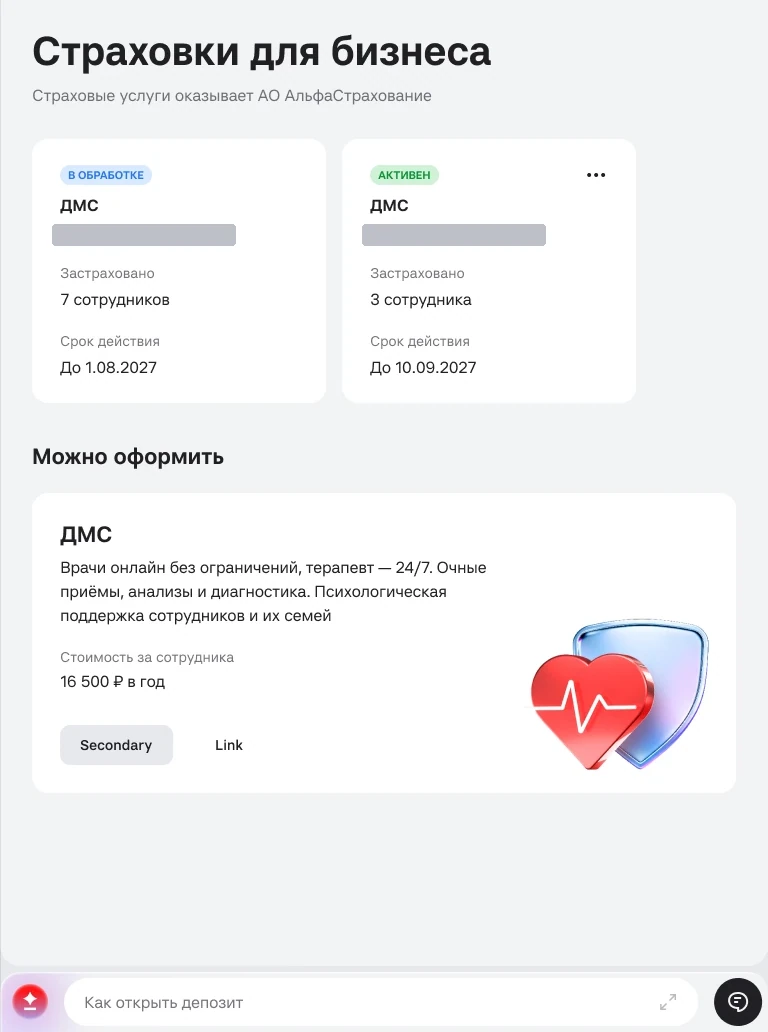 Страховки для бизнеса
Страховые услуги оказывает АО АльфаСтрахование
В ОБРАБОТКЕ
ДМС
Застраховано
7 сотрудников
Срок действия
До 1.08.2027
АКТИВЕН
ДМС
Застраховано
3 сотрудника
Срок действия
До 10.09.2027
Можно оформить
ДМС
Врачи онлайн без ограничений, терапевт — 24/7. Очные
приёмы, анализы и диагностика. Психологическая
поддержка сотрудников и их семей
Стоимость за сотрудника
16 500 ₽ в год
Secondary
Link
Как открыть депозит